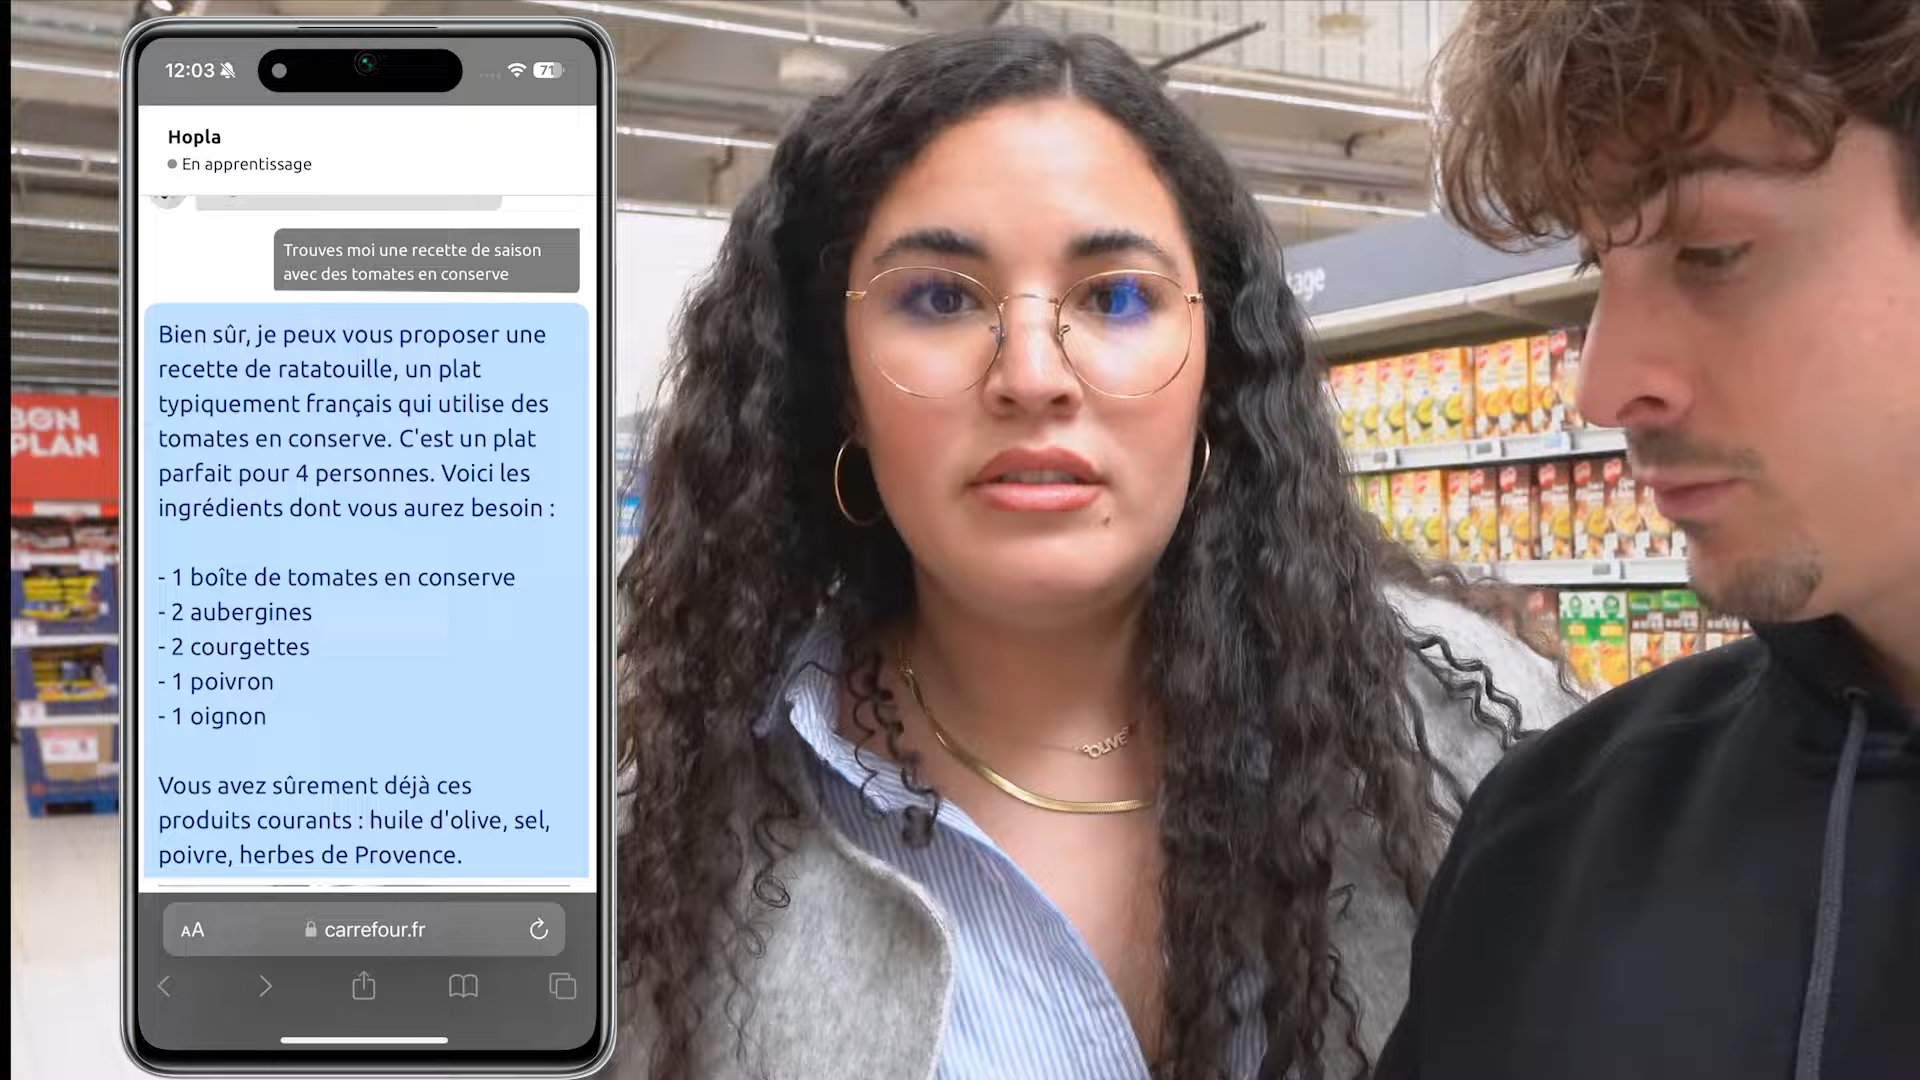 12:03
71
Hopla
En apprentissage
Trouves moi une recette de saison
avec des tomates en conserve
Bien sûr, je peux vous proposer une
recette de ratatouille, un plat
typiquement français qui utilise des
tomates en conserve. C'est un plat
parfait pour 4 personnes. Voici les
ingrédients dont vous aurez besoin :
- 1 boîte de tomates en conserve
- 2 aubergines
- 2 courgettes
- 1 poivron
- 1 oignon
Vous avez sûrement déjà ces
produits courants : huile d'olive, sel,
poivre, herbes de Provence.
AA
carrefour.fr
BON
PLAN
OLIVE